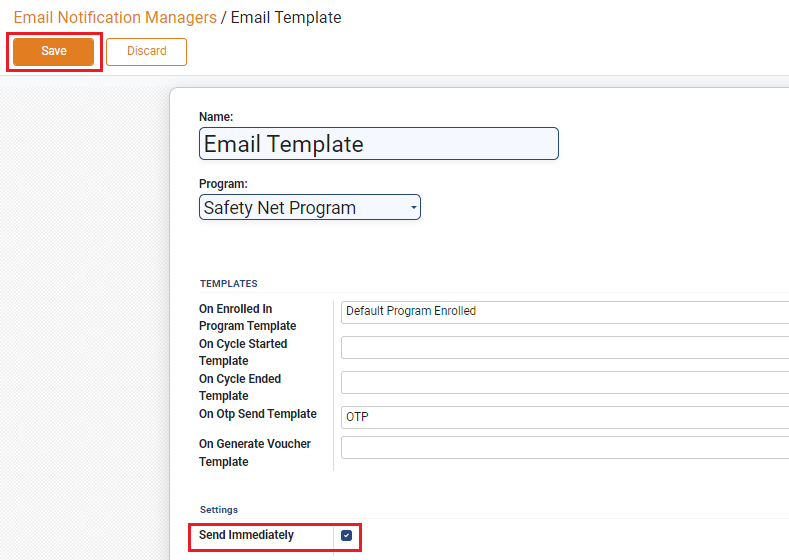 Email Notification Managers / Email Template
Save Discard
Name:
Email Template
Program:
Safety Net Program
TEMPLATES
On Enrolled In
Program Template
Default Program Enrolled
On Cycle Started
Template
On Cycle Ended
Template
On Otp Send Template
OTP
On Generate Voucher
Template
Settings
Send Immediately